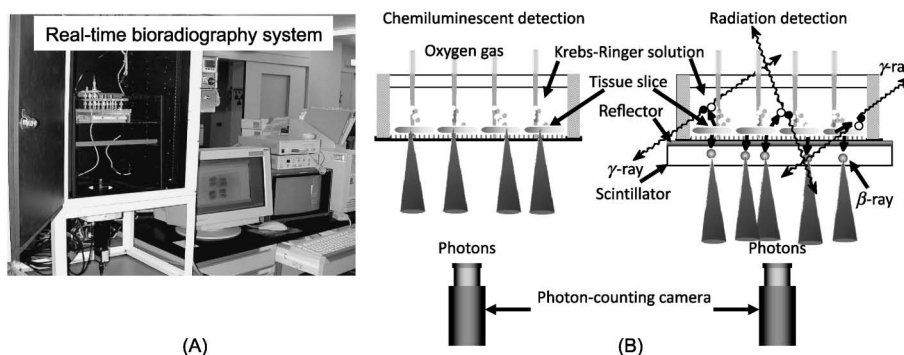 Real-time bioradiography system
(A)
Chemiluminescent detection
Radiation detection
Oxygen gas
Krebs-Ringer solution
Tissue slice
Reflector
γ-ray
γ-ray
Scintillator
β-ray
Photons
Photons
Photon-counting camera
(B)